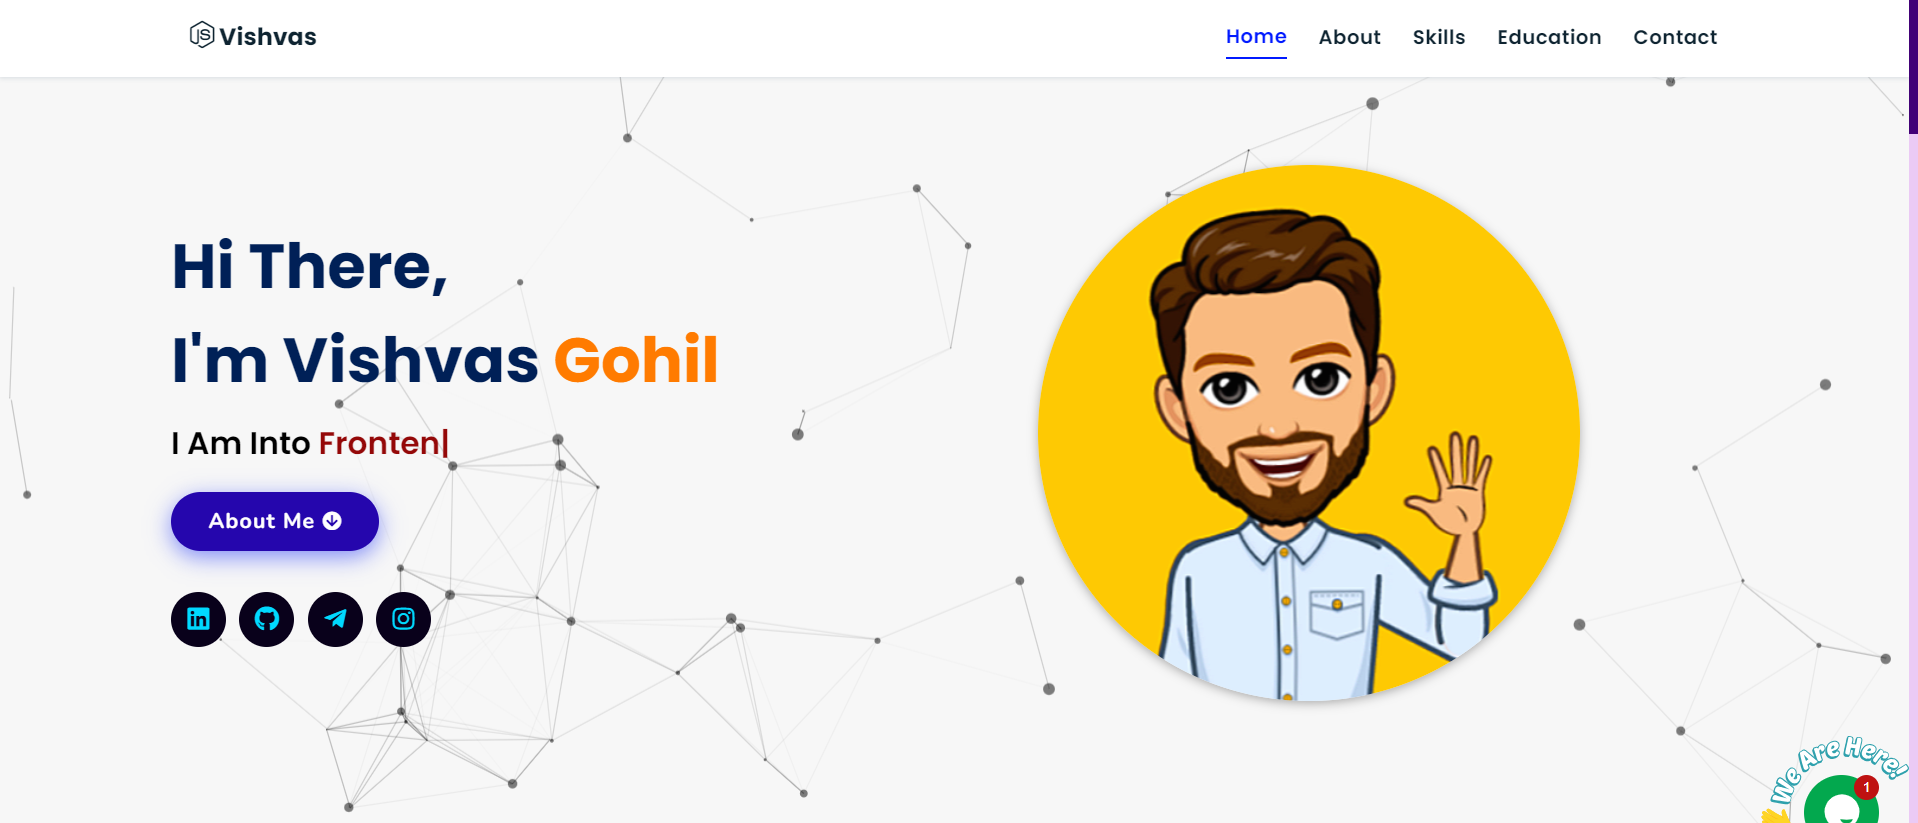 JS Vishvas
Home About Skills Education Contact
Hi There,
I'm Vishvas Gohil
I Am Into Fronten|
About Me
in
We Are Here!
1